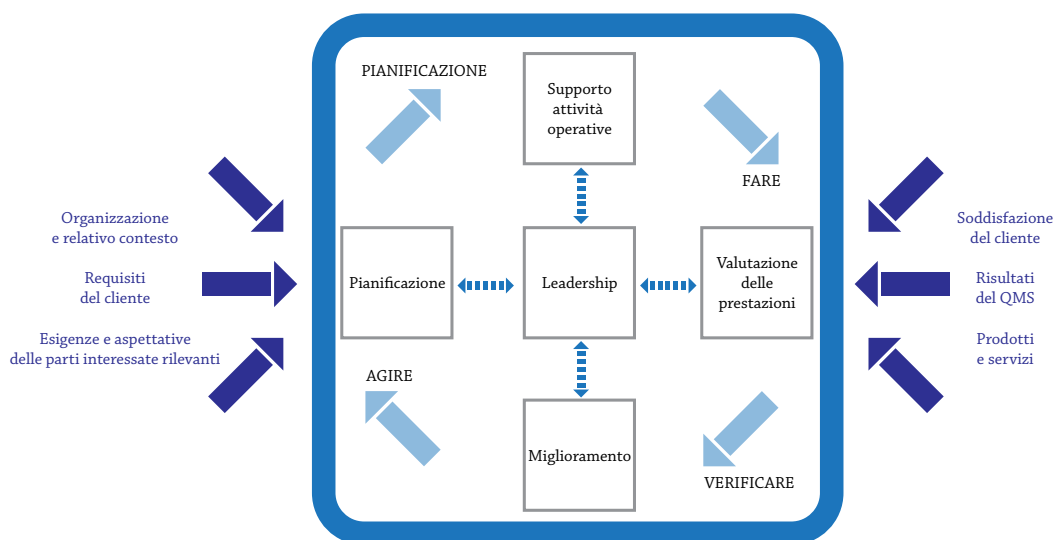 PIANIFICAZIONE
Supporto
attività
operative
FARE
Organizzazione
e relativo contesto
Requisiti
del cliente
Esigenze e aspettative
delle parti interessate rilevanti
Pianificazione
Leadership
Valutazione
delle
prestazioni
Soddisfazione
del cliente
Risultati
del QMS
Prodotti
e servizi
AGIRE
Miglioramento
VERIFICARE